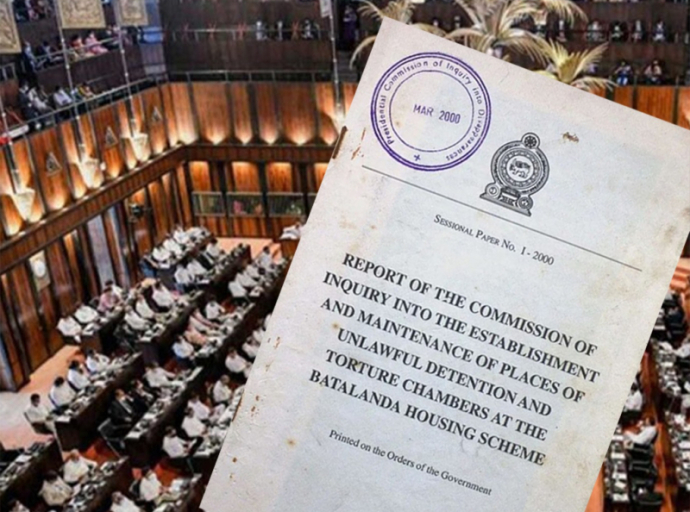 Presidential Commission of Inquiry into Disappearances
MAR 2000
SESSIONAL PAPER No. I - 2000
REPORT OF THE COMMISSION OF
INQUIRY INTO THE ESTABLISHMENT
AND MAINTENANCE OF PLACES OF
UNLAWFUL DETENTION AND
TORTURE CHAMBERS AT THE
BATALANDA HOUSING SCHEME
Printed on the Orders of the Government